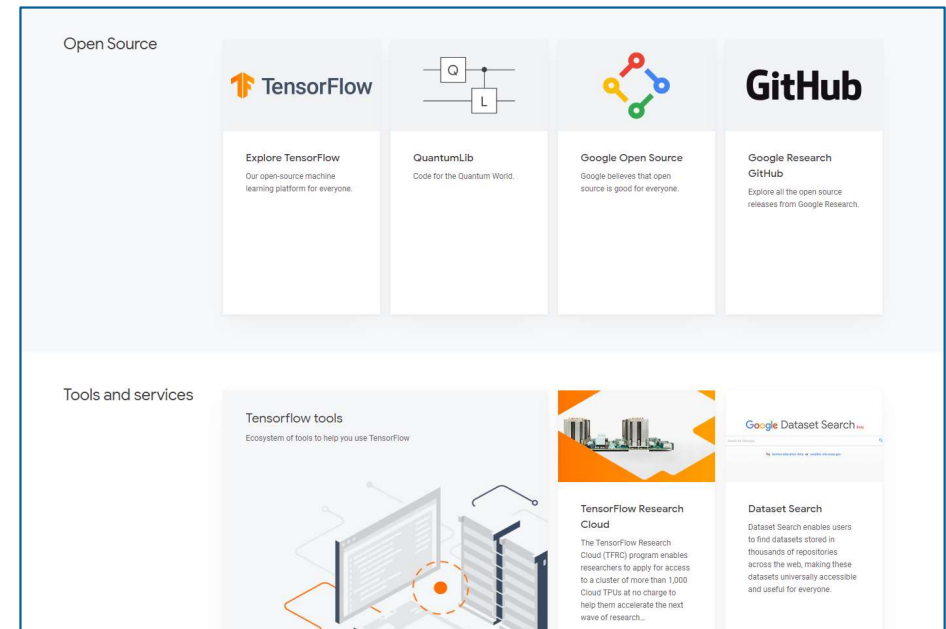 Open Source
TensorFlow
Q
L
GitHub
Explore TensorFlow
Our open-source machine
learning platform for everyone.
QuantumLib
Code for the Quantum World.
Google Open Source
Google believes that open
source is good for everyone.
Google Research
GitHub
Explore all the open source
releases from Google Research.
Tools and services
Tensorflow tools
Ecosystem of tools to help you use TensorFlow
TensorFlow Research
Cloud
The TensorFlow Research
Cloud (TFRC) program enables
researchers to apply for access
to a cluster of more than 1,000
Cloud TPUs at no charge to
help them accelerate the next
wave of research...
Google Dataset Search
Dataset Search
Dataset Search enables users
to find datasets stored in
thousands of repositories
across the web, making these
datasets universally accessible
and useful for everyone.